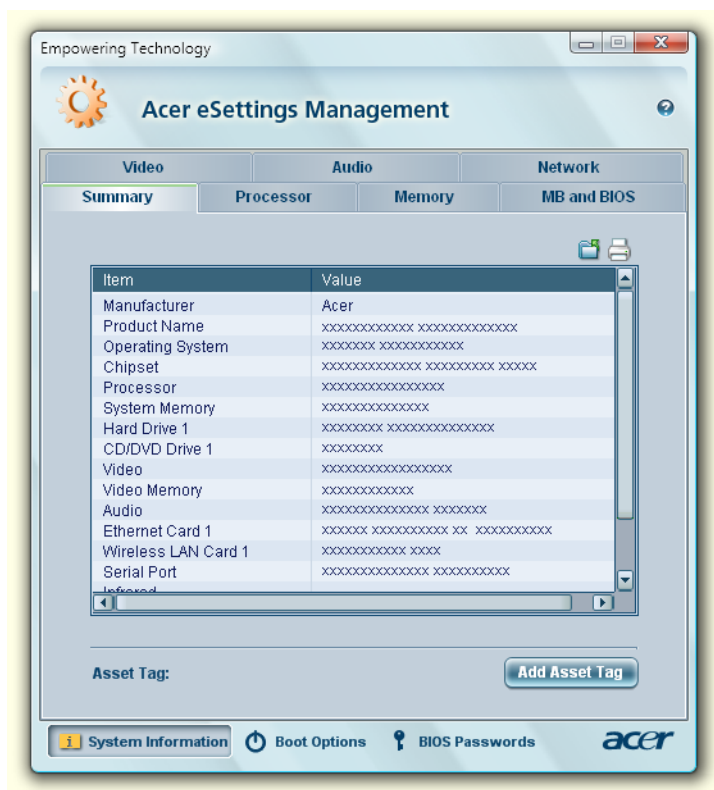 Empowering Technology
Acer eSettings Management
Video Audio Network
Summary Processor Memory MB and BIOS
Item Value
Manufacturer Acer
Product Name xxxxxxxxxxxx xxxxxxxxxxxxx
Operating System xxxxxxx xxxxxxxxxxx
Chipset xxxxxxxxxxxxx xxxxxxxxx xxxxx
Processor xxxxxxxxxxxxxxxx
System Memory xxxxxxxxxxxxxx
Hard Drive 1 xxxxxxxx xxxxxxxxxxxxxx
CD/DVD Drive 1 xxxxxxxx
Video xxxxxxxxxxxxxxxxx
Video Memory xxxxxxxxxxxx
Audio xxxxxxxxxxxxxx xxxxxxx
Ethernet Card 1 xxxxxx xxxxxxxxxx xx xxxxxxxxxx
Wireless LAN Card 1 xxxxxxxxxxx xxxx
Serial Port xxxxxxxxxxxxxx xxxxxxxxxx
Infrared
Asset Tag: Add Asset Tag
System Information Boot Options BIOS Passwords acer